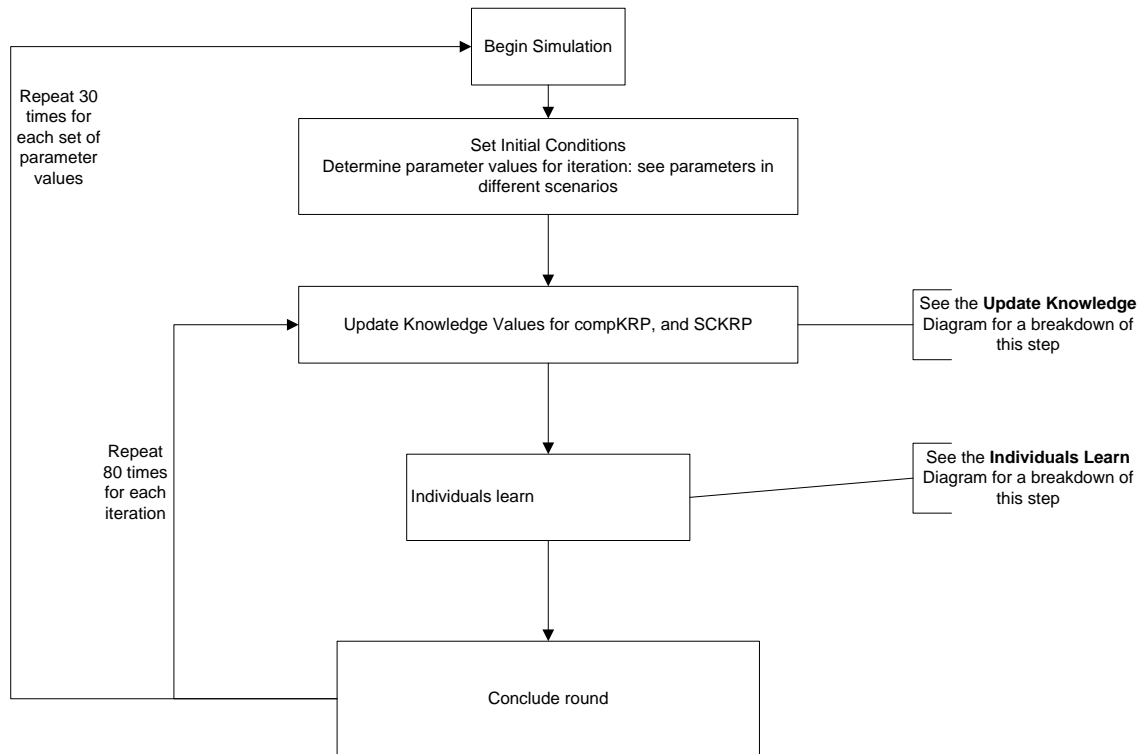 Begin Simulation
Repeat 30
times for
each set of
parameter
values
Set Initial Conditions
Determine parameter values for iteration: see parameters in
different scenarios
Update Knowledge Values for compKRP, and SCKRP
See the Update Knowledge
Diagram for a breakdown of
this step
Repeat
80 times
for each
iteration
Individuals learn
See the Individuals Learn
Diagram for a breakdown of
this step
Conclude round